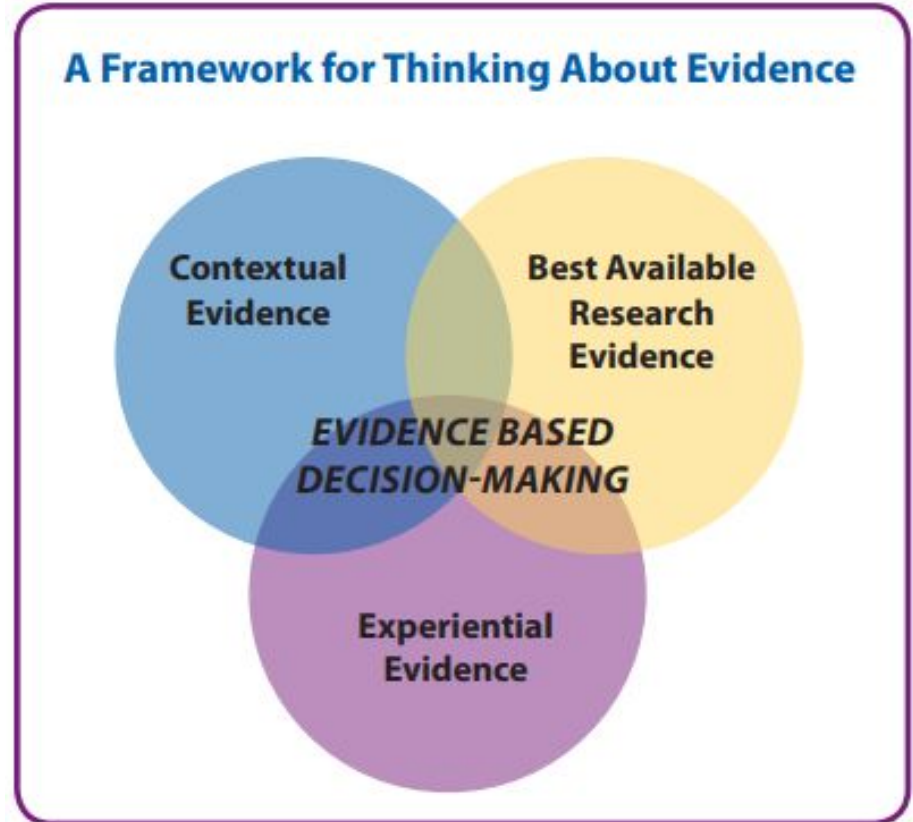 A Framework for Thinking About Evidence
Contextual
Evidence
Best Available
Research
Evidence
EVIDENCE BASED
DECISION-MAKING
Experiential
Evidence